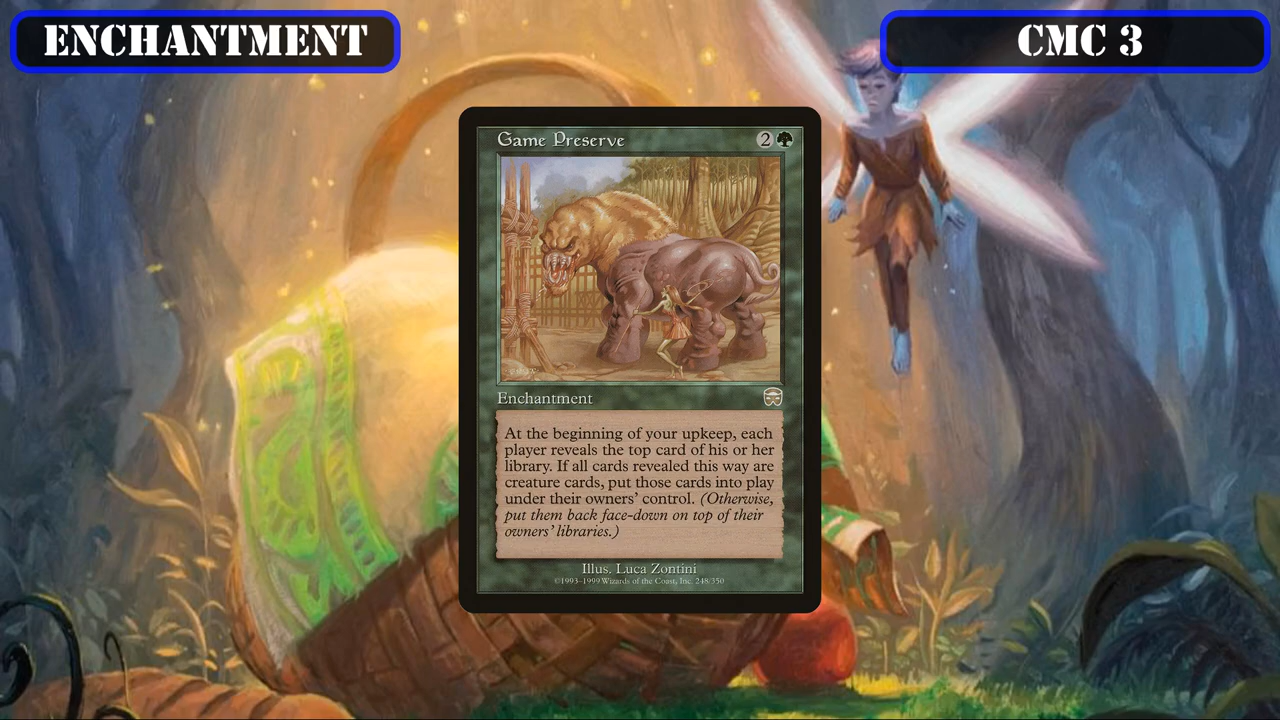 ENCHANTMENT
CMC 3
Game Preserve
2
Enchantment
At the beginning of your upkeep, each
player reveals the top card of his or her
library. If all cards revealed this way are
creature cards, put those cards into play
under their owners' control. (Otherwise,
put them back face-down on top of their
owners' libraries.)
Illus. Luca Zontini
©1993–1999 Wizards of the Coast, Inc. 248/350